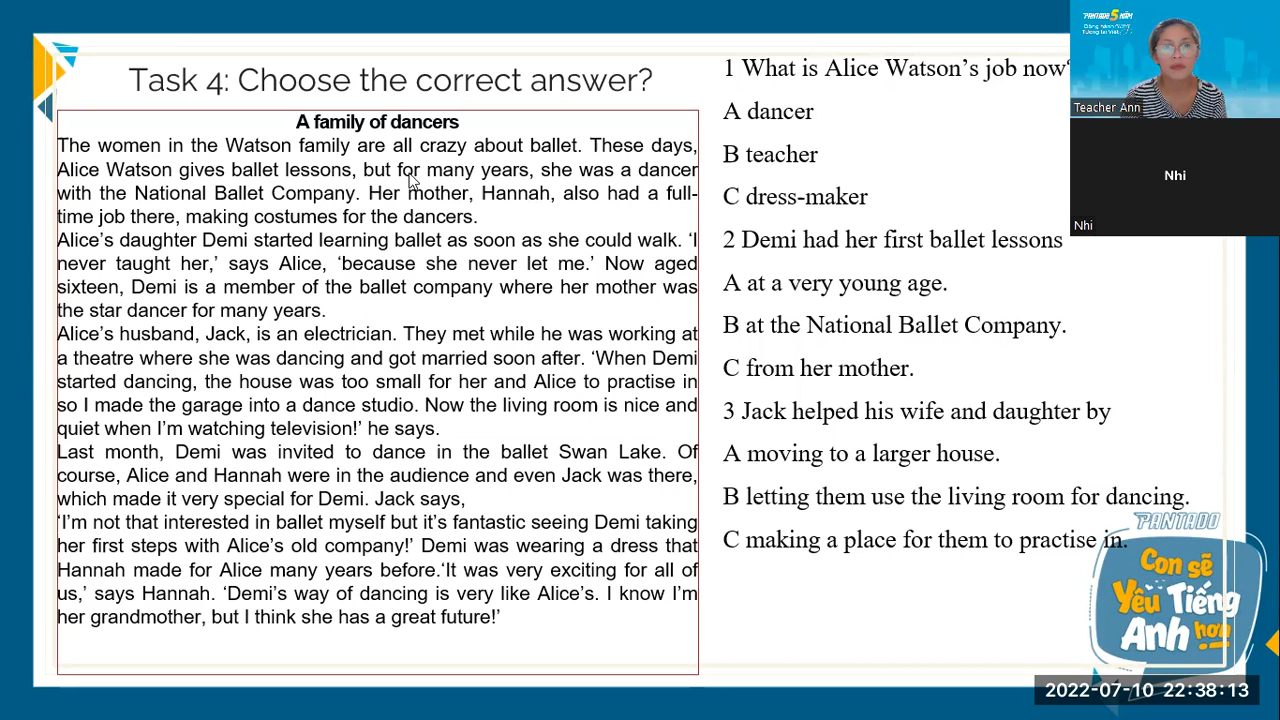 Task 4: Choose the correct answer?
A family of dancers
The women in the Watson family are all crazy about ballet. These days,
Alice Watson gives ballet lessons, but for many years, she was a dancer
with the National Ballet Company. Her mother, Hannah, also had a full-
time job there, making costumes for the dancers.
Alice's daughter Demi started learning ballet as soon as she could walk. 'I
never taught her,' says Alice, 'because she never let me.' Now aged
sixteen, Demi is a member of the ballet company where her mother was
the star dancer for many years.
Alice's husband, Jack, is an electrician. They met while he was working at
a theatre where she was dancing and got married soon after. 'When Demi
started dancing, the house was too small for her and Alice to practise in
so I made the garage into a dance studio. Now the living room is nice and
quiet when I'm watching television!' he says.
Last month, Demi was invited to dance in the ballet Swan Lake. Of
course, Alice and Hannah were in the audience and even Jack was there,
which made it very special for Demi. Jack says,
'I'm not that interested in ballet myself but it's fantastic seeing Demi taking
her first steps with Alice's old company!' Demi was wearing a dress that
Hannah made for Alice many years before.'It was very exciting for all of
us,' says Hannah. 'Demi's way of dancing is very like Alice's. I know I'm
her grandmother, but I think she has a great future!'
1 What is Alice Watson's job now?
A dancer
B teacher
C dress-maker
2 Demi had her first ballet lessons
A at a very young age.
B at the National Ballet Company.
C from her mother.
3 Jack helped his wife and daughter by
A moving to a larger house.
B letting them use the living room for dancing.
C making a place for them to practise in.
PANTADO 5 NĂM
Teacher Ann
Nhi
Nhi
PANTADO
Con sẽ
Yêu Tiếng
Anh hơn
2022-07-10 22:38:13